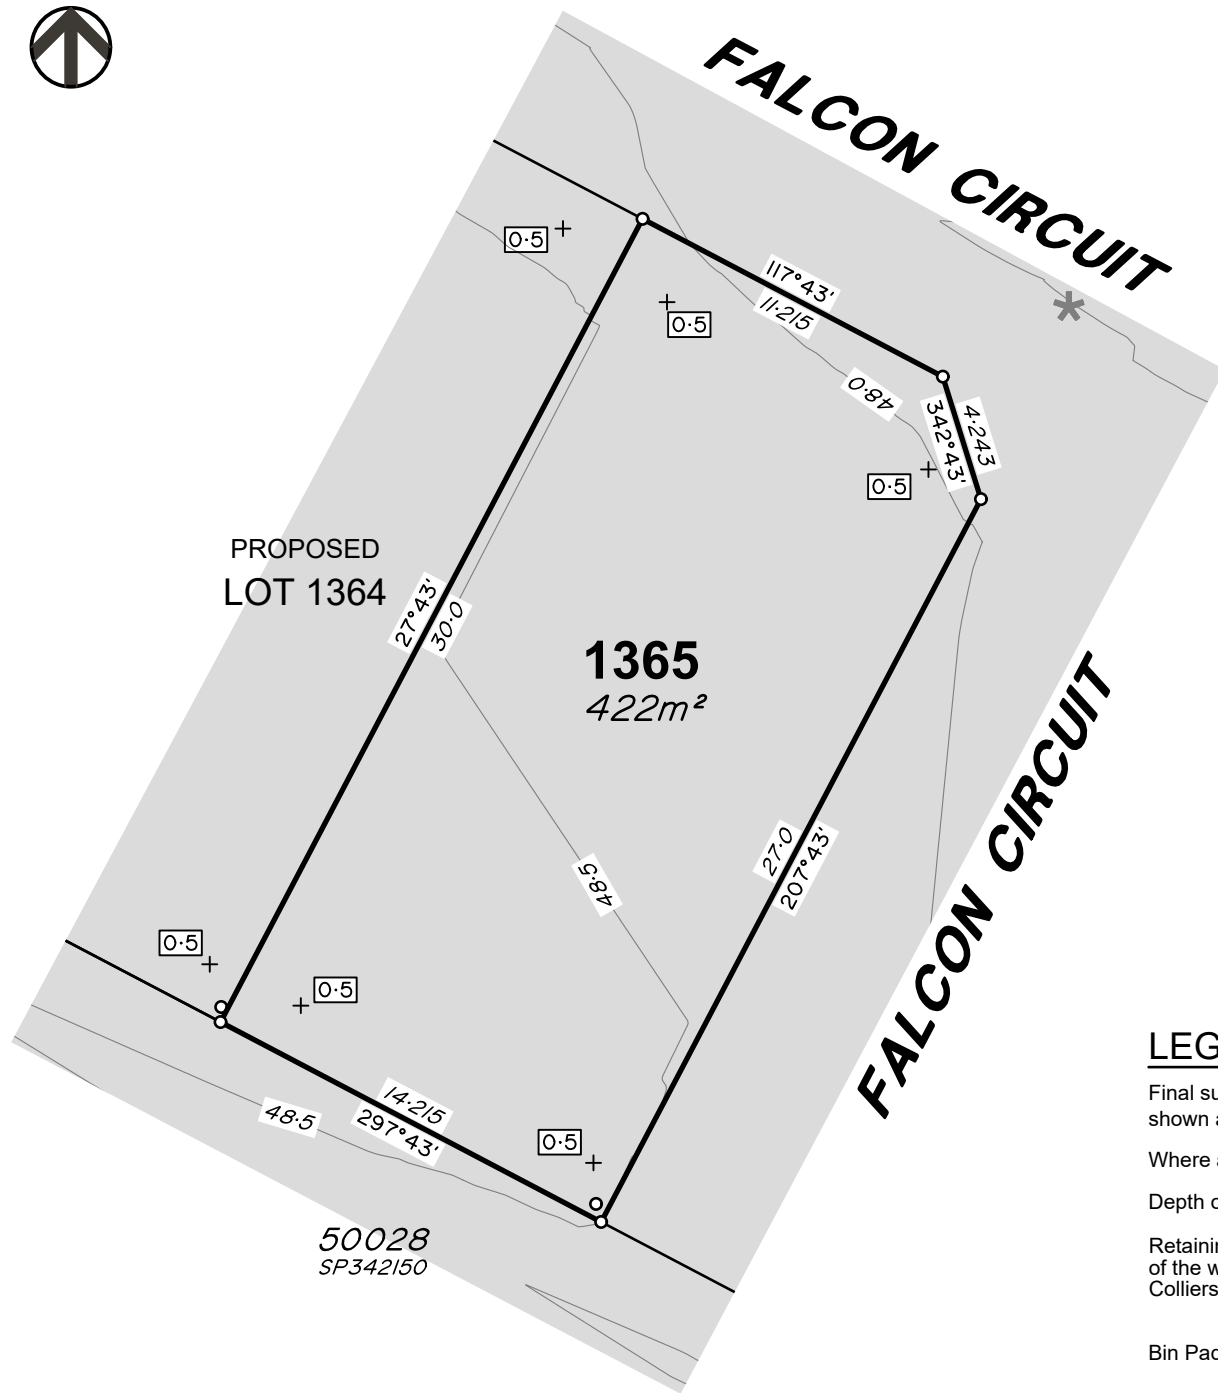 FALCON CIRCUIT
0·5
0·5
117°43'
11·215
48·0
4·243
342°43'
0·5
PROPOSED
LOT 1364
27°43'
30·0
1365
422m²
48·5
27·0
207°43'
FALCON CIRCUIT
0·5
0·5
14·215
297°43'
48·5
0·5
50028
SP342150
LEG
Final su
shown a
Where a
Depth o
Retainin
of the w
Colliers
Bin Pad